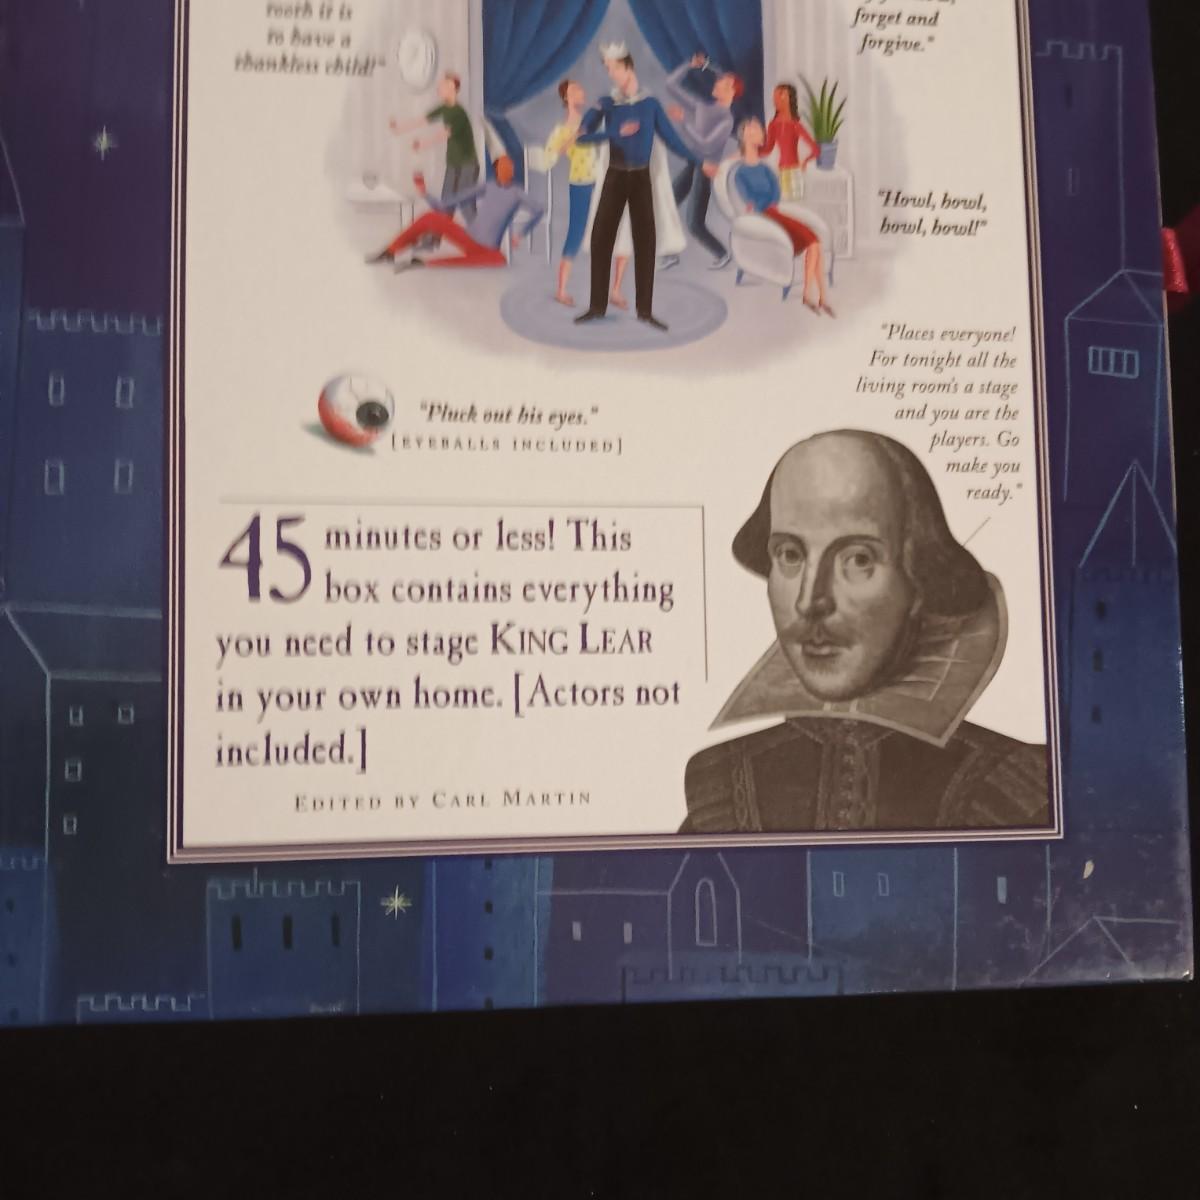 tooth it is
to have a
thankless child!"
forget and
forgive."
"Howl, howl,
howl, howl!"
"Places everyone!
For tonight all the
living room's a stage
and you are the
players. Go
make you
ready."
"Pluck out his eyes."
[EYEBALLS INCLUDED]
45 minutes or less! This
box contains everything
you need to stage KING LEAR
in your own home. [Actors not
included.]
EDITED BY CARL MARTIN